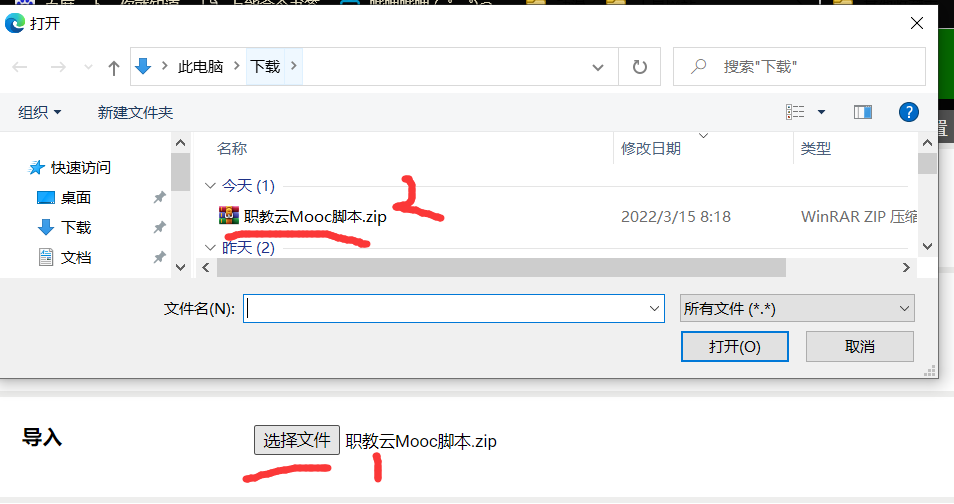 打开
此电脑
下载
搜索"下载"
组织
新建文件夹
?
置
快速访问
桌面
下载
文档
名称
修改日期
类型
今天 (1)
2
职教云Mooc脚本.zip
2022/3/15 8:18
WinRAR ZIP 压缩
昨天 (2)
文件名(N):
所有文件 (*.*)
打开(O)
取消
导入
选择文件
职教云Mooc脚本.zip
1